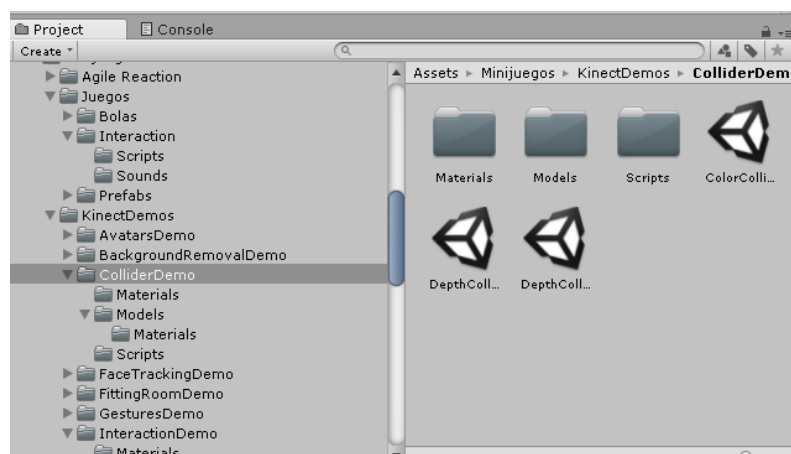 Project
Console
Create
Agile Reaction
Juegos
Bolas
Interaction
Scripts
Sounds
Prefabs
KinectDemos
AvatarsDemo
BackgroundRemovalDemo
ColliderDemo
Materials
Models
Materials
Scripts
FaceTrackingDemo
FittingRoomDemo
GesturesDemo
InteractionDemo
Materials
Assets ▸ Minijuegos ▸ KinectDemos ▸ ColliderDem
Materials
Models
Scripts
ColorColli...
DepthColl...
DepthColl...